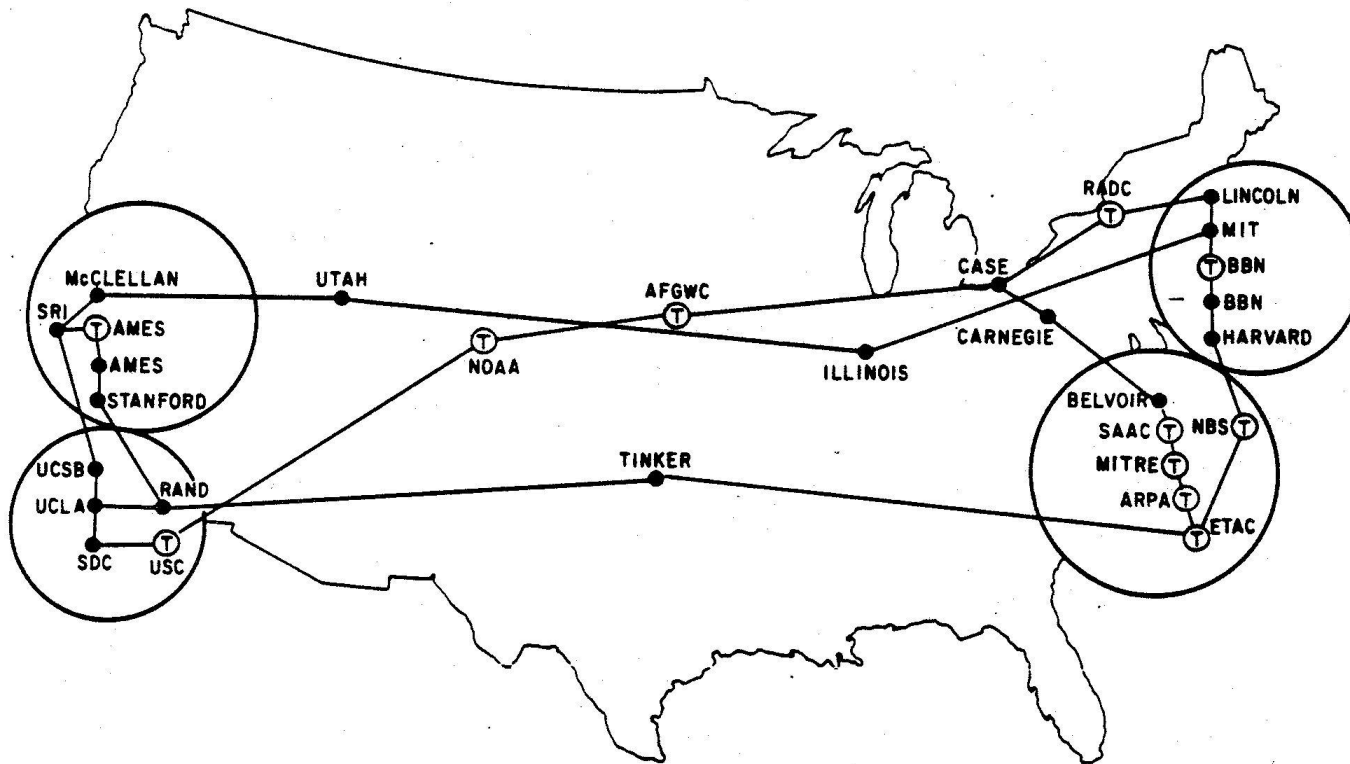 RADC
LINCOLN
T
MIT
T
BBN
CASE
McCLELLAN
UTAH
AFGWC
BBN
SRI
T
AMES
T
CARNEGIE
HARVARD
T
NOAA
AMES
ILLINOIS
STANFORD
BELVOIR
SAAC
T
NBS
T
UCSB
TINKER
MITRE
T
RAND
UCLA
ARPA
T
T
ETAC
T
SDC
USC